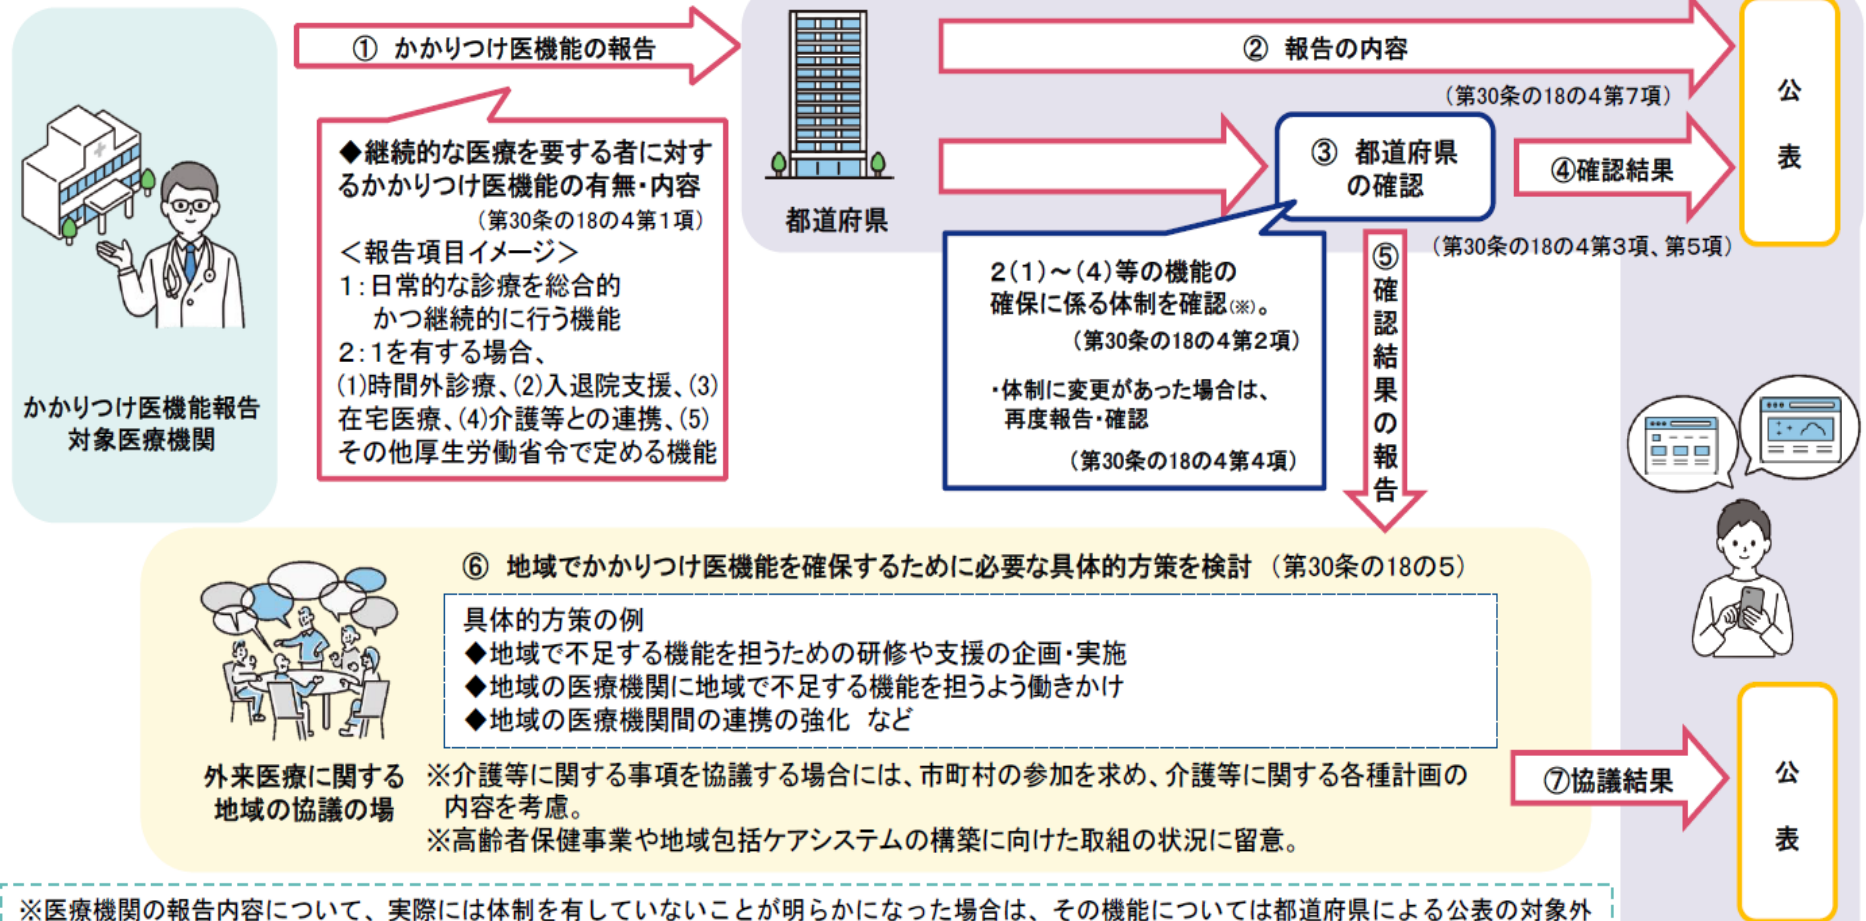 ① かかりつけ医機能の報告
② 報告の内容
(第30条の18の4第7項)
公
表
◆継続的な医療を要する者に対す
るかかりつけ医機能の有無・内容
(第30条の18の4第1項)
<報告項目イメージ>
1:日常的な診療を総合的
かつ継続的に行う機能
2:1を有する場合、
(1)時間外診療、(2)入退院支援、(3)
在宅医療、(4)介護等との連携、(5)
その他厚生労働省令で定める機能
かかりつけ医機能報告
対象医療機関
都道府県
③ 都道府県
の確認
④確認結果
(第30条の18の4第3項、第5項)
2(1)~(4)等の機能の
確保に係る体制を確認(※)。
(第30条の18の4第2項)
・体制に変更があった場合は、
再度報告・確認
(第30条の18の4第4項)
⑤確認結果の報告
⑥ 地域でかかりつけ医機能を確保するために必要な具体的方策を検討 (第30条の18の5)
具体的方策の例
◆地域で不足する機能を担うための研修や支援の企画・実施
◆地域の医療機関に地域で不足する機能を担うよう働きかけ
◆地域の医療機関間の連携の強化 など
外来医療に関する
地域の協議の場
※介護等に関する事項を協議する場合には、市町村の参加を求め、介護等に関する各種計画の
内容を考慮。
※高齢者保健事業や地域包括ケアシステムの構築に向けた取組の状況に留意。
⑦協議結果
公
表
※医療機関の報告内容について、実際には体制を有していないことが明らかになった場合は、その機能については都道府県による公表の対象外